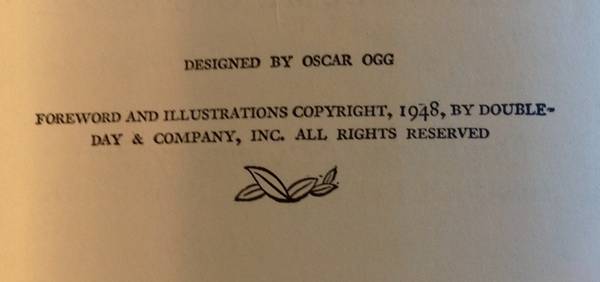 DESIGNED BY OSCAR OGG
FOREWORD AND ILLUSTRATIONS COPYRIGHT, 1948, BY DOUBLE-
DAY & COMPANY, INC. ALL RIGHTS RESERVED